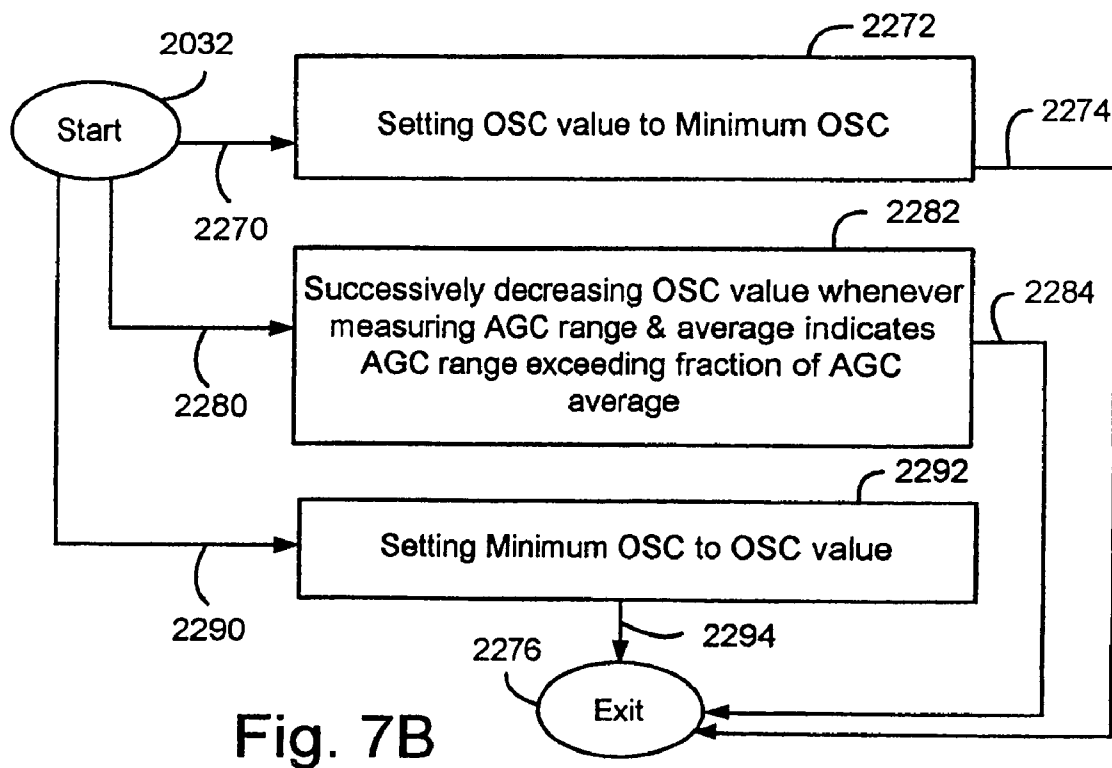 2032
2272
Start
Setting OSC value to Minimum OSC
2274
2270
2282
Successively decreasing OSC value whenever
measuring AGC range & average indicates
AGC range exceeding fraction of AGC
average
2284
2280
2292
Setting Minimum OSC to OSC value
2290
2294
2276
Exit
Fig. 7B